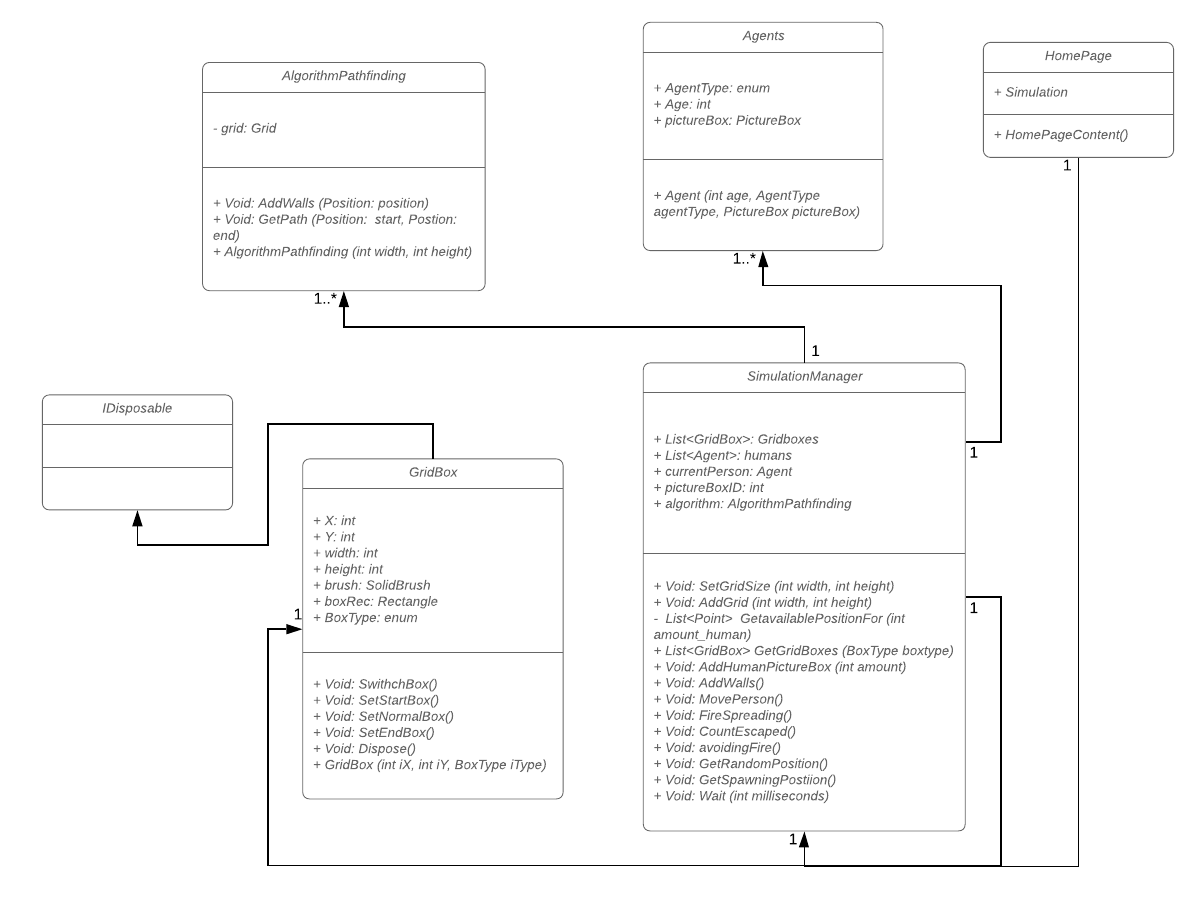 Agents
+ AgentType: enum
+ Age: int
+ pictureBox: PictureBox
+ Agent (int age, AgentType
agentType, PictureBox pictureBox)
1..*
HomePage
+ Simulation
+ HomePageContent()
1
AlgorithmPathfinding
- grid: Grid
+ Void: AddWalls (Position: position)
+ Void: GetPath (Position:  start, Postion:
end)
+ AlgorithmPathfinding (int width, int height)
1..*
1
SimulationManager
+ List<GridBox>: Gridboxes
+ List<Agent>: humans
+ currentPerson: Agent
+ pictureBoxID: int
+ algorithm: AlgorithmPathfinding
+ Void: SetGridSize (int width, int height)
+ Void: AddGrid (int width, int height)
-  List<Point>  GetavailablePositionFor (int
amount_human)
+ List<GridBox> GetGridBoxes (BoxType boxtype)
+ Void: AddHumanPictureBox (int amount)
+ Void: AddWalls()
+ Void: MovePerson()
+ Void: FireSpreading()
+ Void: CountEscaped()
+ Void: avoidingFire()
+ Void: GetRandomPosition()
+ Void: GetSpawningPostiion()
+ Void: Wait (int milliseconds)
1
1
1
IDisposable
GridBox
+ X: int
+ Y: int
+ width: int
+ height: int
+ brush: SolidBrush
+ boxRec: Rectangle
+ BoxType: enum
+ Void: SwithchBox()
+ Void: SetStartBox()
+ Void: SetNormalBox()
+ Void: SetEndBox()
+ Void: Dispose()
+ GridBox (int iX, int iY, BoxType iType)
1